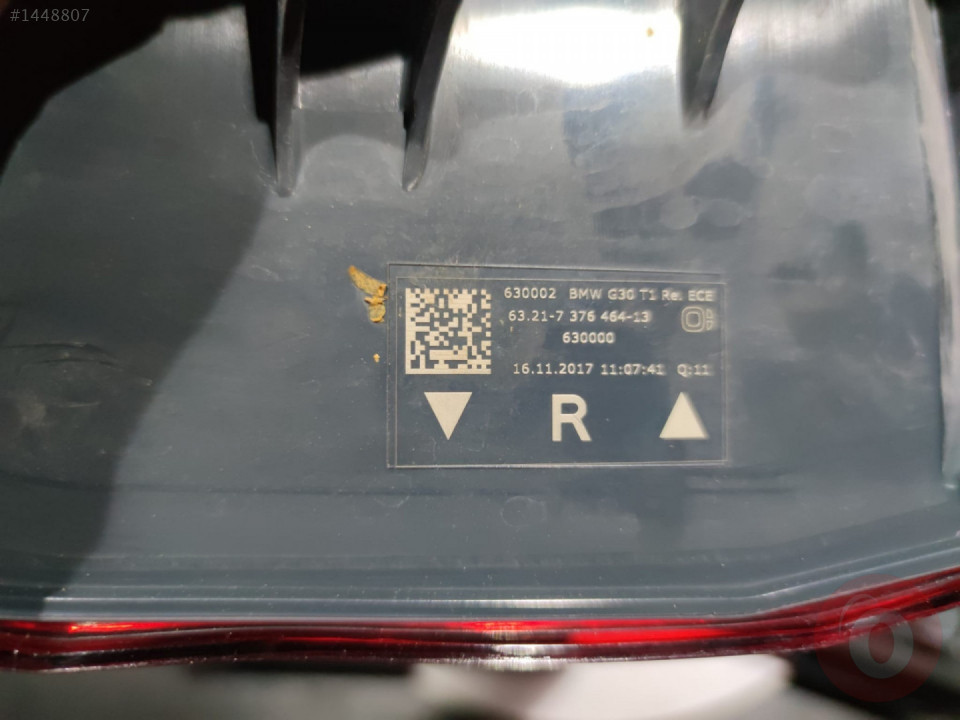 #1448807
630002 BMW G30 T1 Re. ECE
63.21-7 376 464-13
630000
16.11.2017 11:07:41 Q:11
R